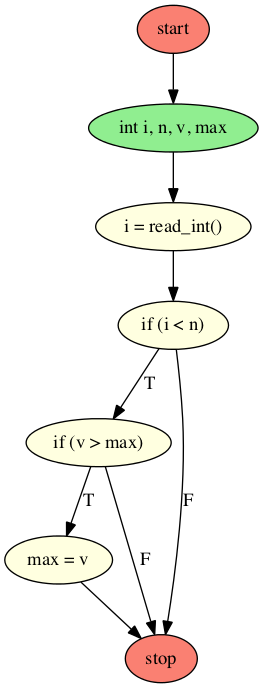 start
int i, n, v, max
i = read_int()
if (i < n)
T
if (v > max)
T
F
F
max = v
stop